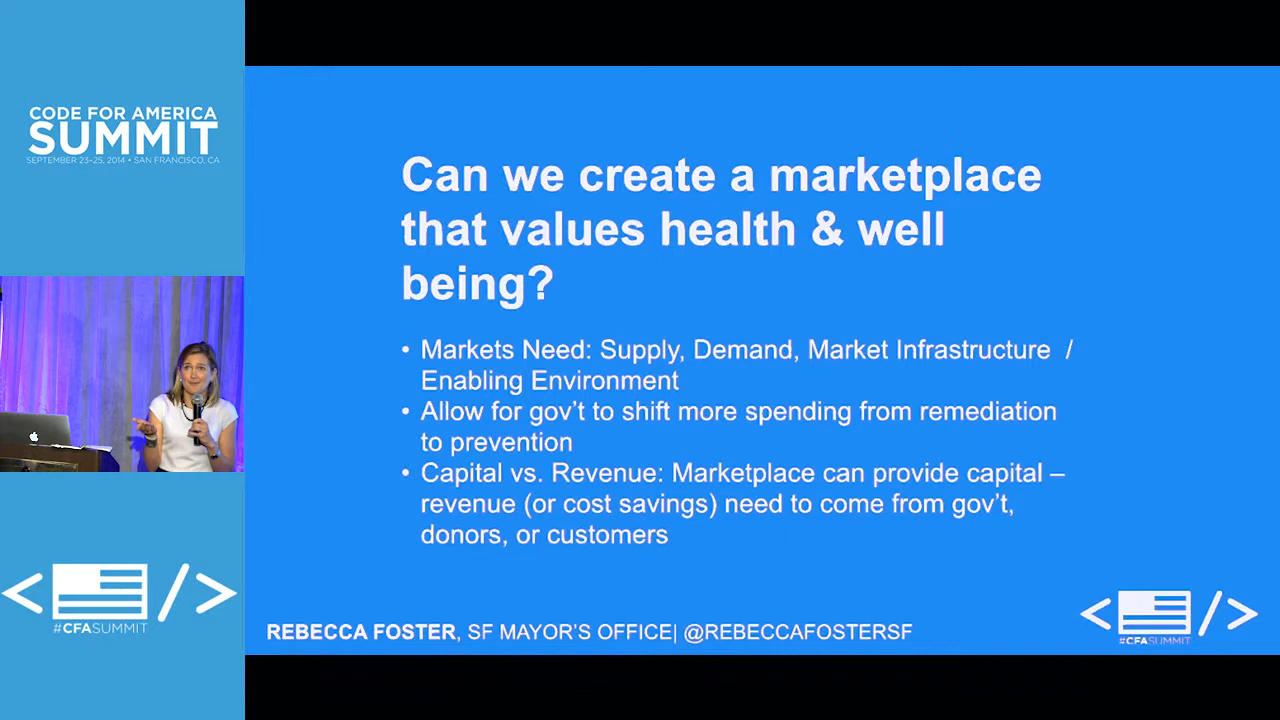 CODE FOR AMERICA
SUMMIT
SEPTEMBER 23–25, 2014 • SAN FRANCISCO, CA
Can we create a marketplace
that values health & well
being?
• Markets Need: Supply, Demand, Market Infrastructure /
Enabling Environment
• Allow for gov't to shift more spending from remediation
to prevention
• Capital vs. Revenue: Marketplace can provide capital –
revenue (or cost savings) need to come from gov't,
donors, or customers
< />
#CFASUMMIT
REBECCA FOSTER, SF MAYOR'S OFFICE| @REBECCAFOSTERSF
< />
#CFASUMMIT